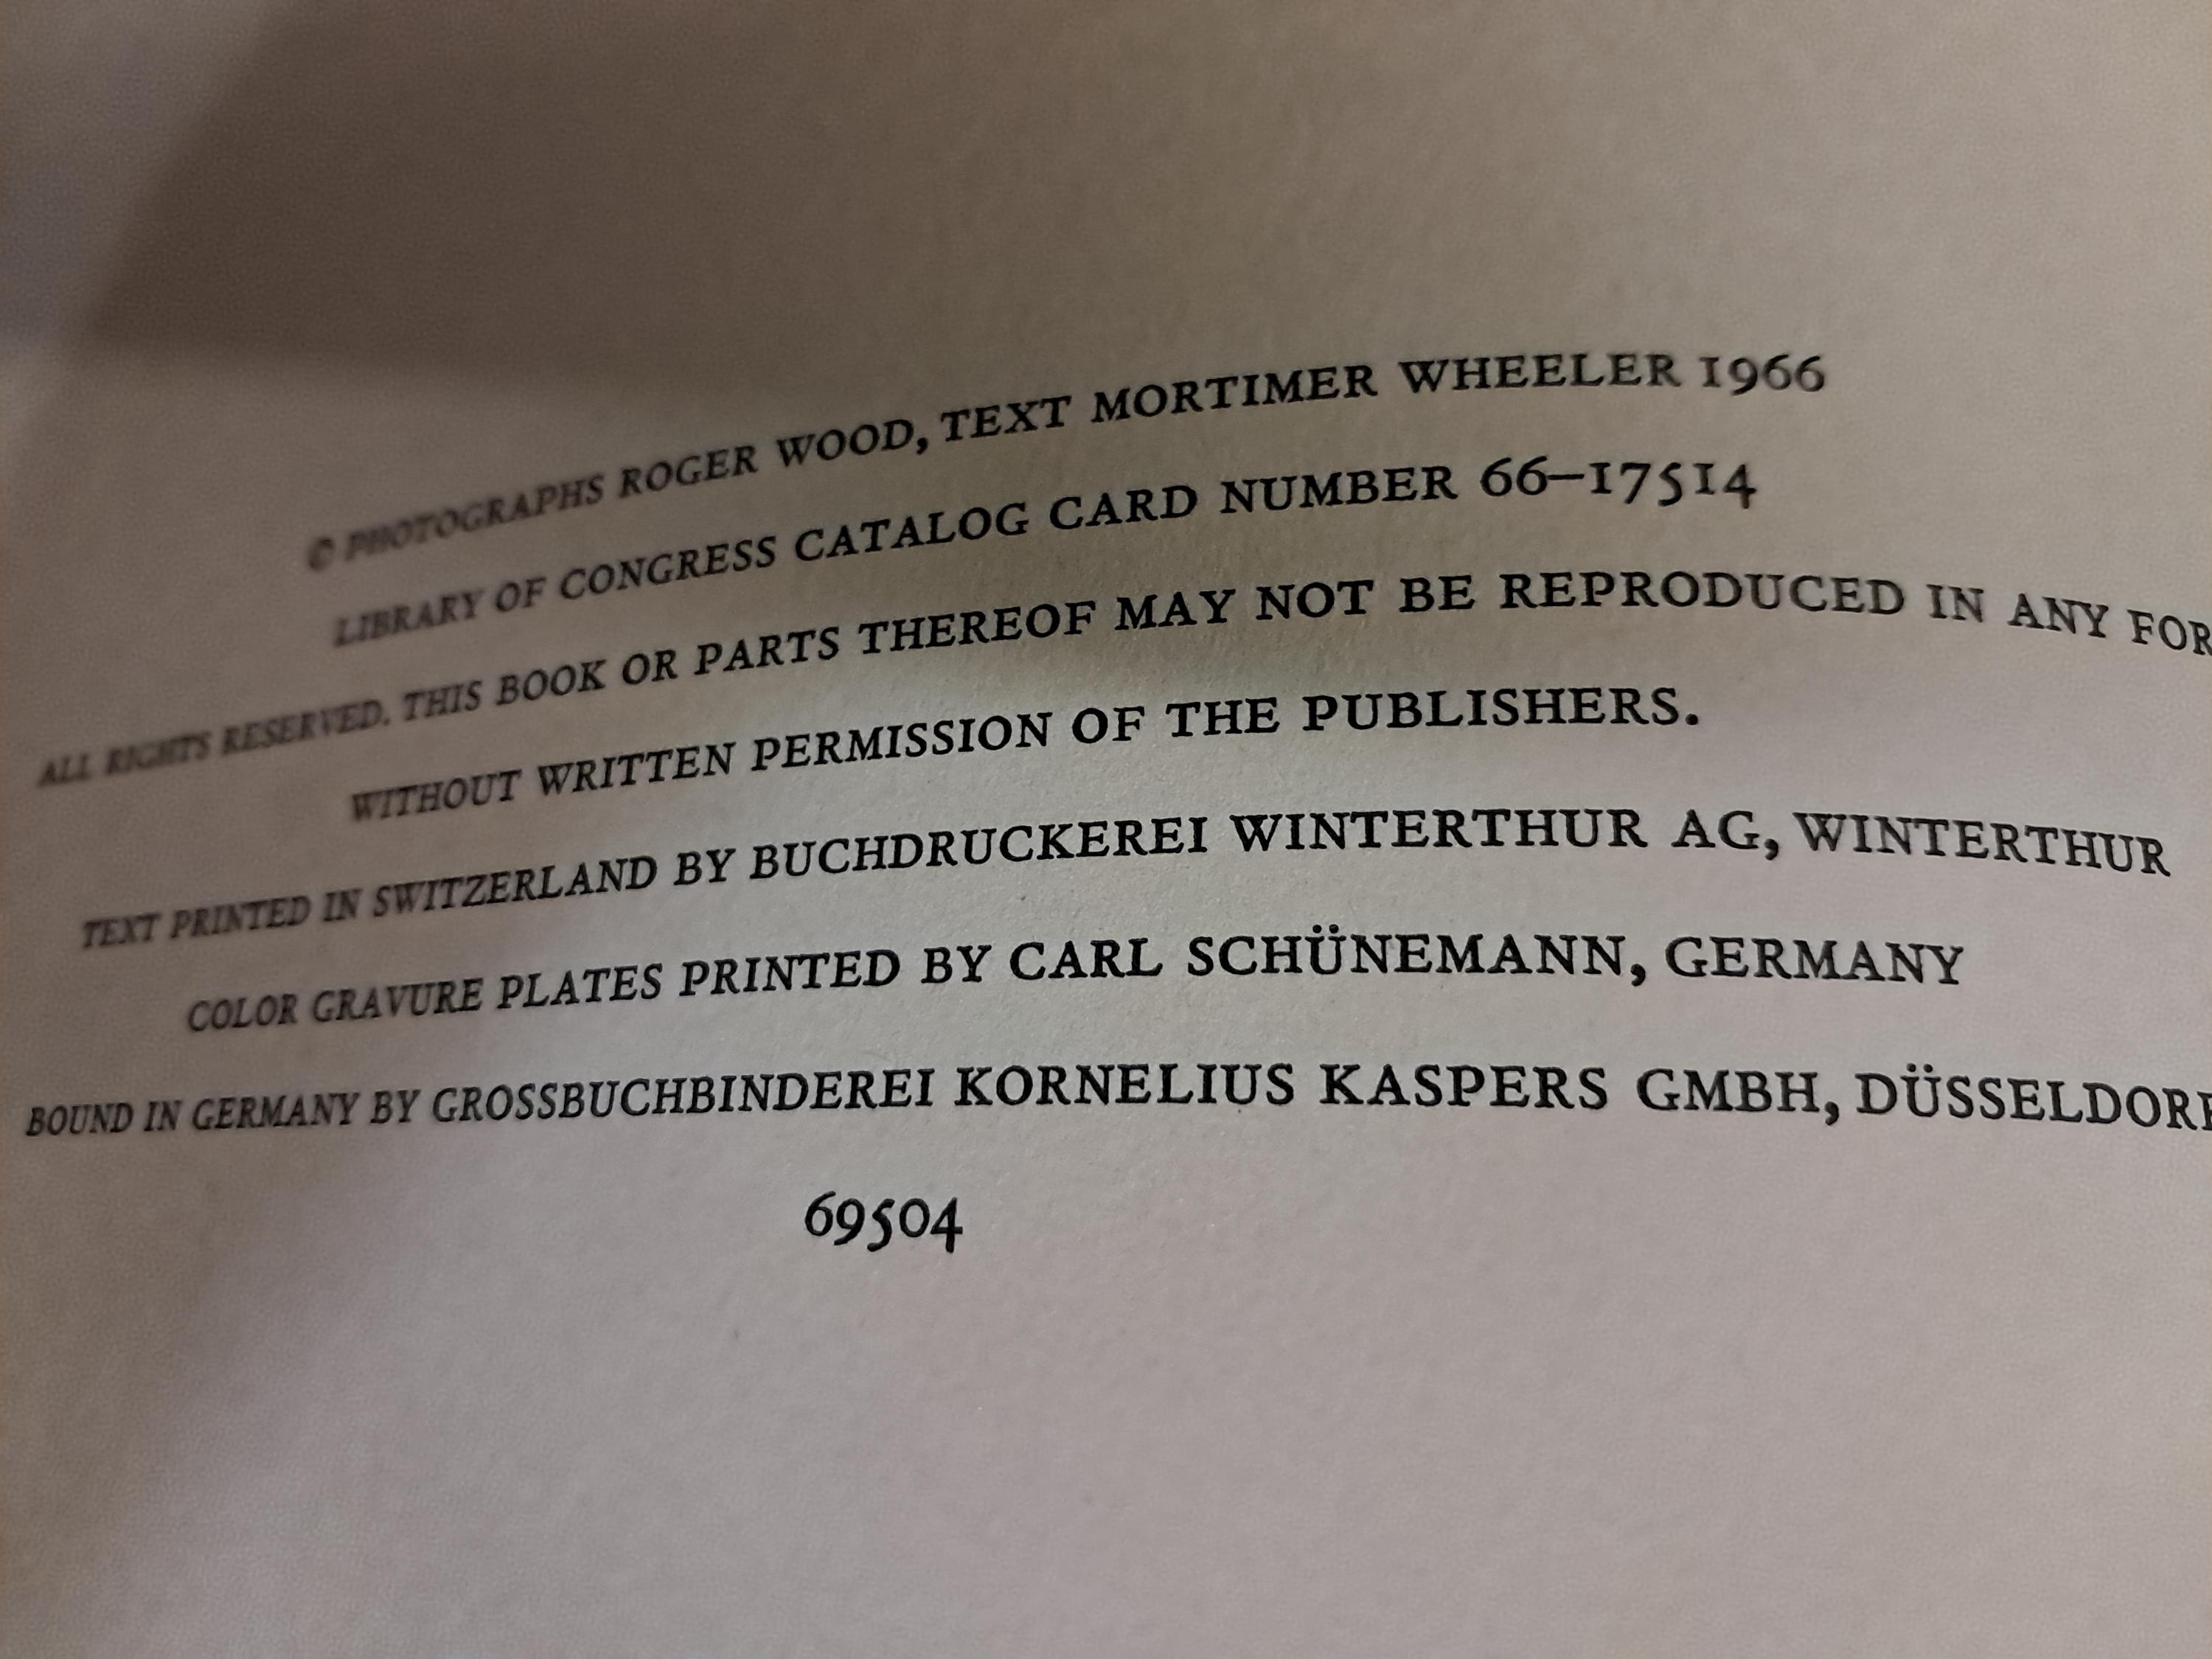 © PHOTOGRAPHS ROGER WOOD, TEXT MORTIMER WHEELER 1966
LIBRARY OF CONGRESS CATALOG CARD NUMBER 66–17514
ALL RIGHTS RESERVED. THIS BOOK OR PARTS THEREOF MAY NOT BE REPRODUCED IN ANY FOR
WITHOUT WRITTEN PERMISSION OF THE PUBLISHERS.
TEXT PRINTED IN SWITZERLAND BY BUCHDRUCKEREI WINTERTHUR AG, WINTERTHUR
COLOR GRAVURE PLATES PRINTED BY CARL SCHÜNEMANN, GERMANY
BOUND IN GERMANY BY GROSSBUCHBINDEREI KORNELIUS KASPERS GMBH, DÜSSELDORF
69504